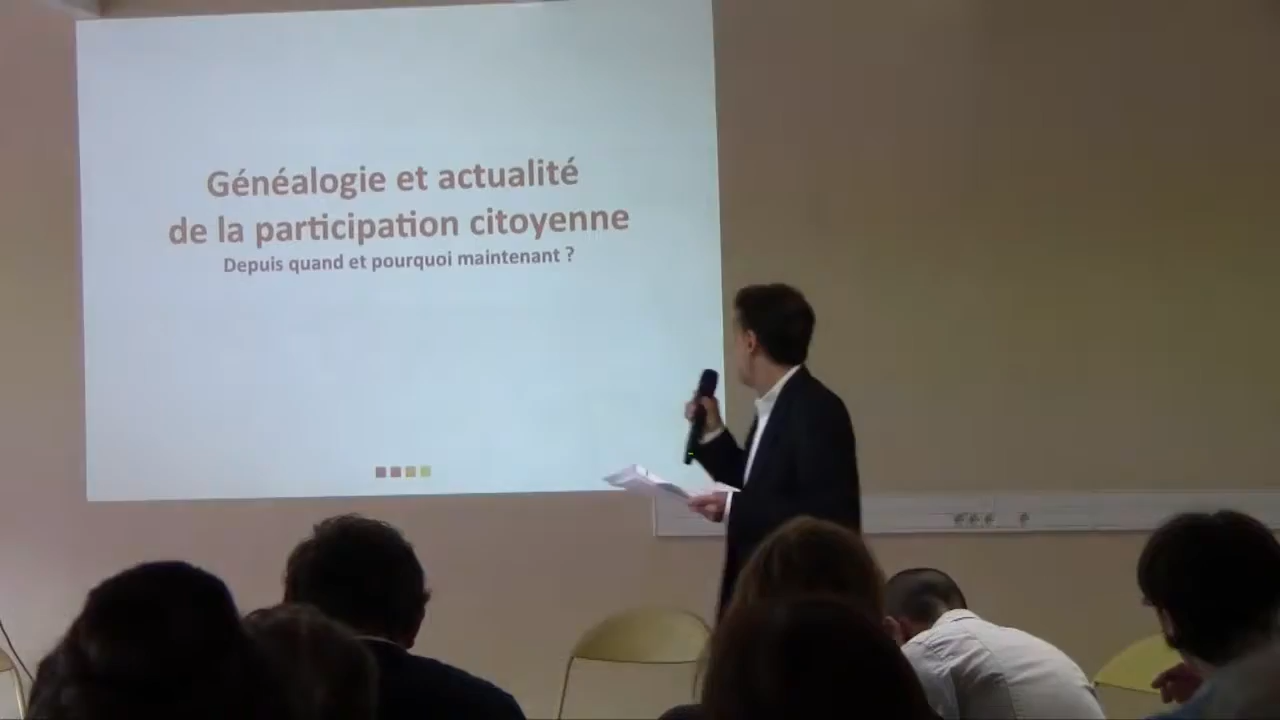 Généalogie et actualité
de la participation citoyenne
Depuis quand et pourquoi maintenant ?